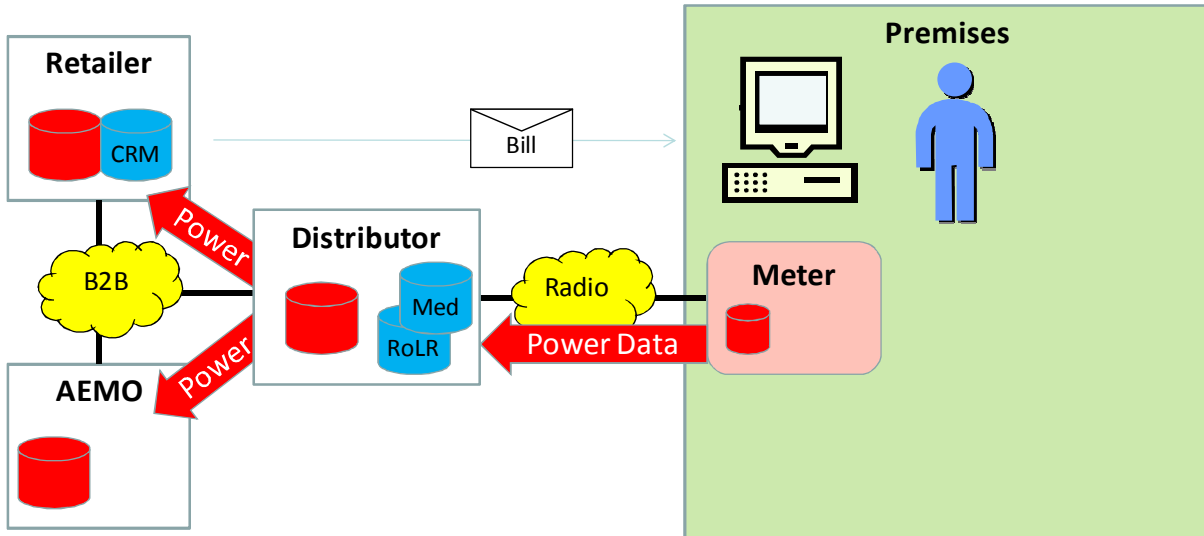 Premises
Retailer
CRM
Bill
Power
Distributor
B2B
Radio
Meter
Med
RoLR
Power Data
Power
AEMO